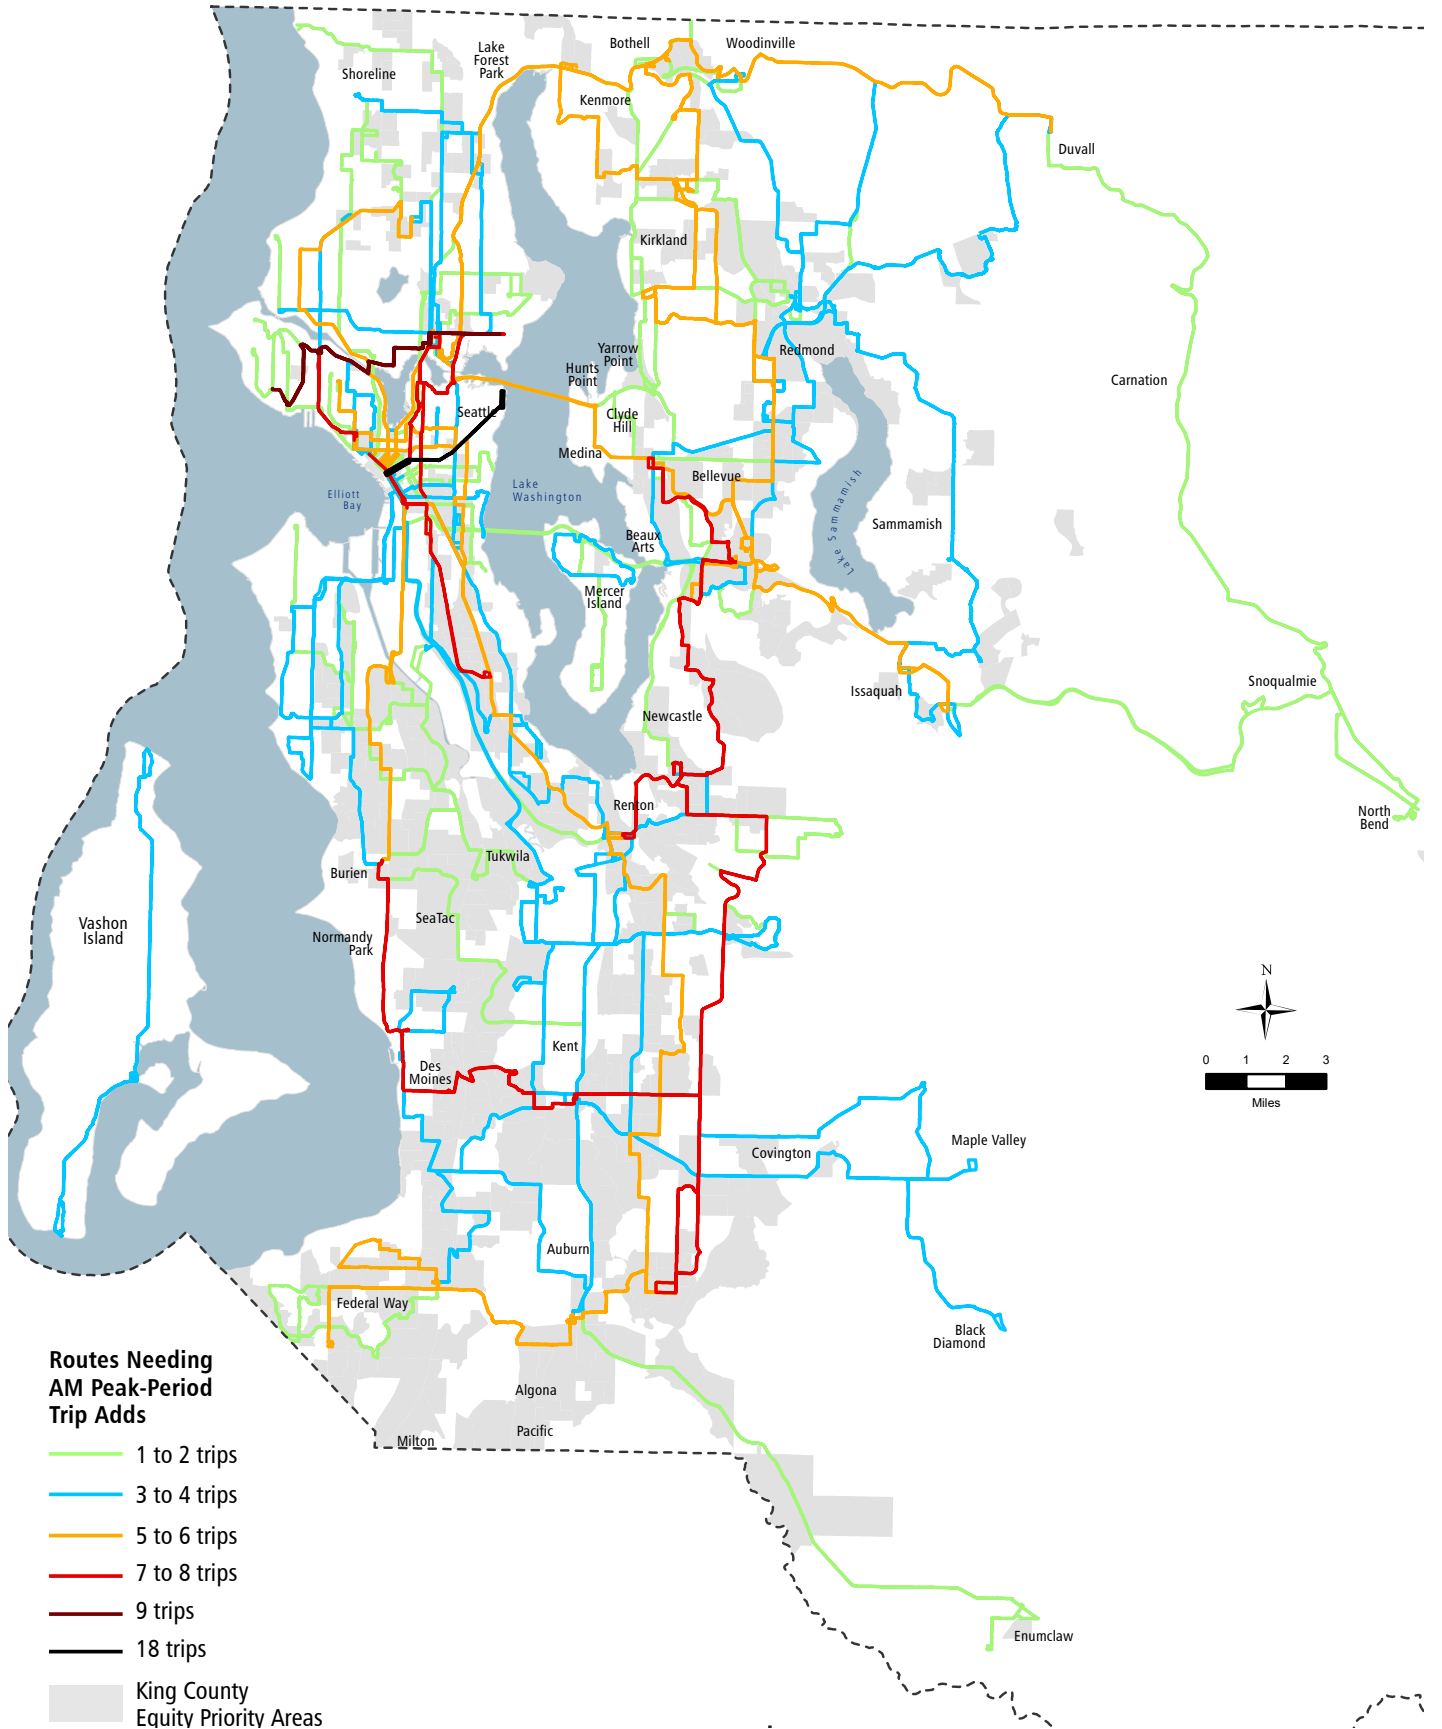 Bothell
Woodinville
Lake
Forest
Park
Shoreline
Kenmore
Duvall
Kirkland
Redmond
Yarrow
Point
Hunts
Point
Carnation
Seattle
Clyde
Hill
Medina
Bellevue
Lake
Washington
Elliott
Bay
Lake Sammamish
Sammamish
Beaux
Arts
Mercer
Island
Issaquah
Snoqualmie
Newcastle
Renton
North
Bend
Tukwila
Burien
SeaTac
Vashon
Island
Normandy
Park
N
0 1 2 3
Miles
Kent
Des
Moines
Maple Valley
Covington
Auburn
Federal Way
Black
Diamond
Algona
Pacific
Milton
Enumclaw
Routes Needing
AM Peak-Period
Trip Adds
1 to 2 trips
3 to 4 trips
5 to 6 trips
7 to 8 trips
9 trips
18 trips
King County
Equity Priority Areas